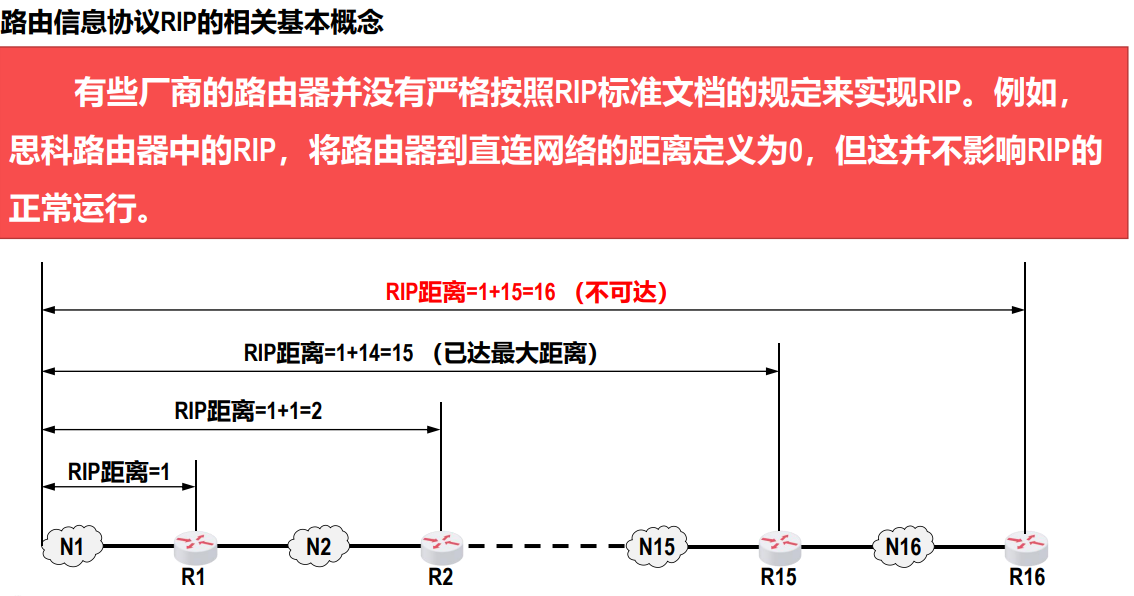 路由信息协议RIP的相关基本概念
有些厂商的路由器并没有严格按照RIP标准文档的规定来实现RIP。例如，
思科路由器中的RIP，将路由器到直连网络的距离定义为0，但这并不影响RIP的
正常运行。
RIP距离=1+15=16 （不可达）
RIP距离=1+14=15 （已达最大距离）
RIP距离=1+1=2
RIP距离=1
N1 N2 N15 N16
R1 R2 R15 R16